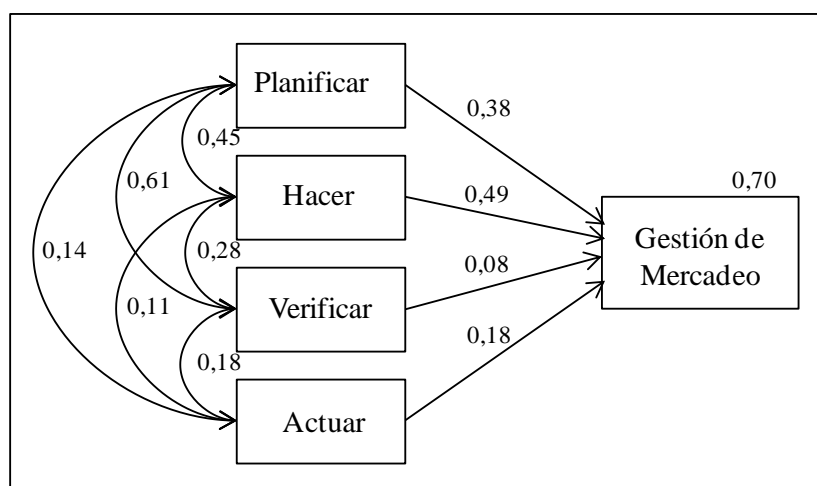 Planificar
0,38
0,45
0,70
0,61
Hacer
0,49
Gestión de
Mercadeo
0,14
0,28
0,08
0,11
Verificar
0,18
0,18
Actuar